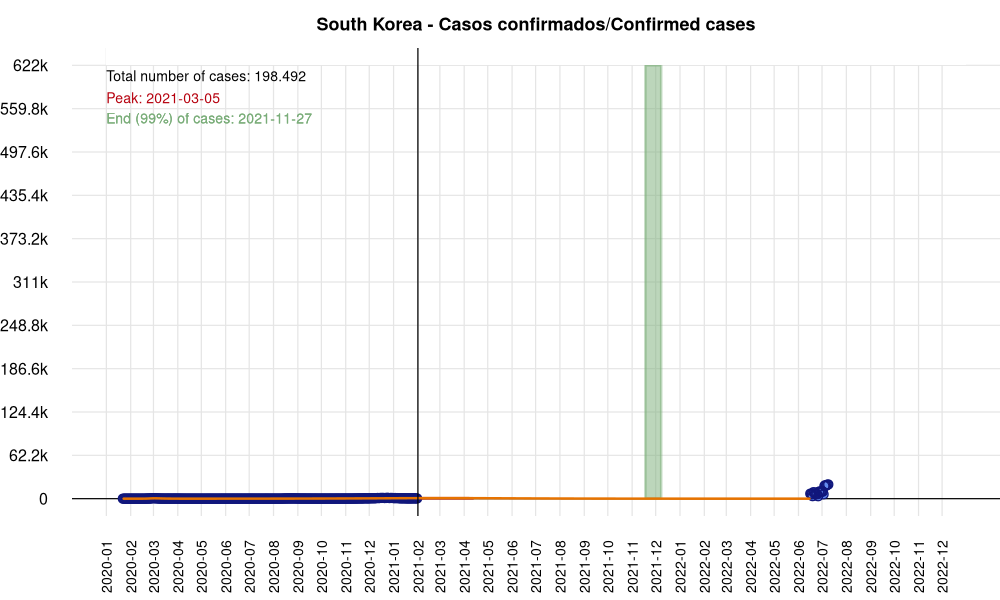 South Korea - Casos confirmados/Confirmed cases
Total number of cases: 198.492
Peak: 2021-03-05
End (99%) of cases: 2021-11-27
622k
559.8k
497.6k
435.4k
373.2k
311k
248.8k
186.6k
124.4k
62.2k
0
2020-01
2020-02
2020-03
2020-04
2020-05
2020-06
2020-07
2020-08
2020-09
2020-10
2020-11
2020-12
2021-01
2021-02
2021-03
2021-04
2021-05
2021-06
2021-07
2021-08
2021-09
2021-10
2021-11
2021-12
2022-01
2022-02
2022-03
2022-04
2022-05
2022-06
2022-07
2022-08
2022-09
2022-10
2022-11
2022-12